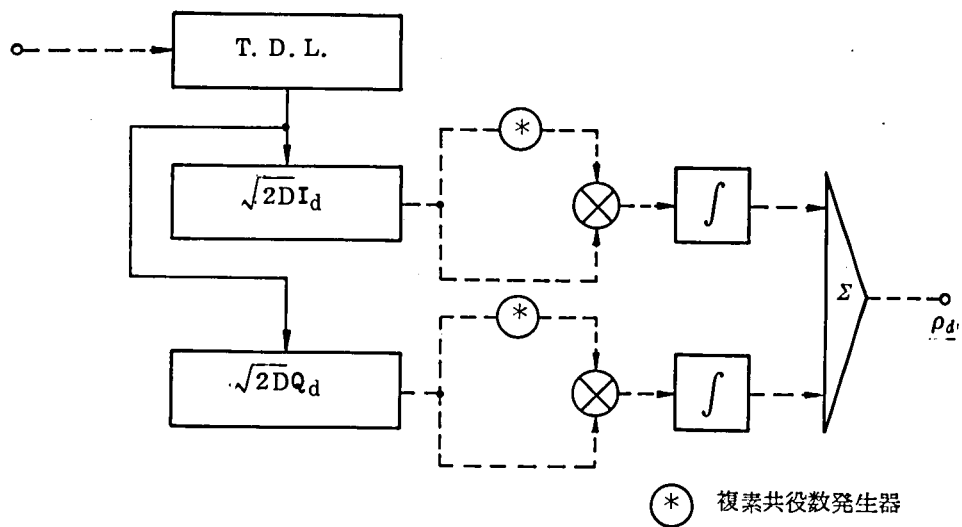 T. D. L.
*
√2DI_d
∫
Σ
ρ_d'
*
√2DQ_d
∫
* 複素共役数発生器